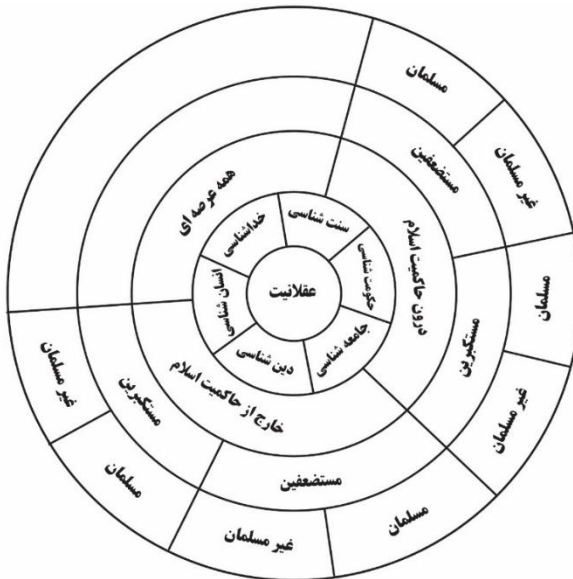 عقلانیت
سنت شناسی
حکومت شناسی
جامعه شناسی
دین شناسی
انسان شناسی
خداشناسی
همه عرصه ای
درون حاکمیت اسلام
خارج از حاکمیت اسلام
مستضعفین
مستکبرین
مستضعفین
مستکبرین
مسلمان
غیر مسلمان
مسلمان
غیر مسلمان
مسلمان
غیر مسلمان
مسلمان
غیر مسلمان